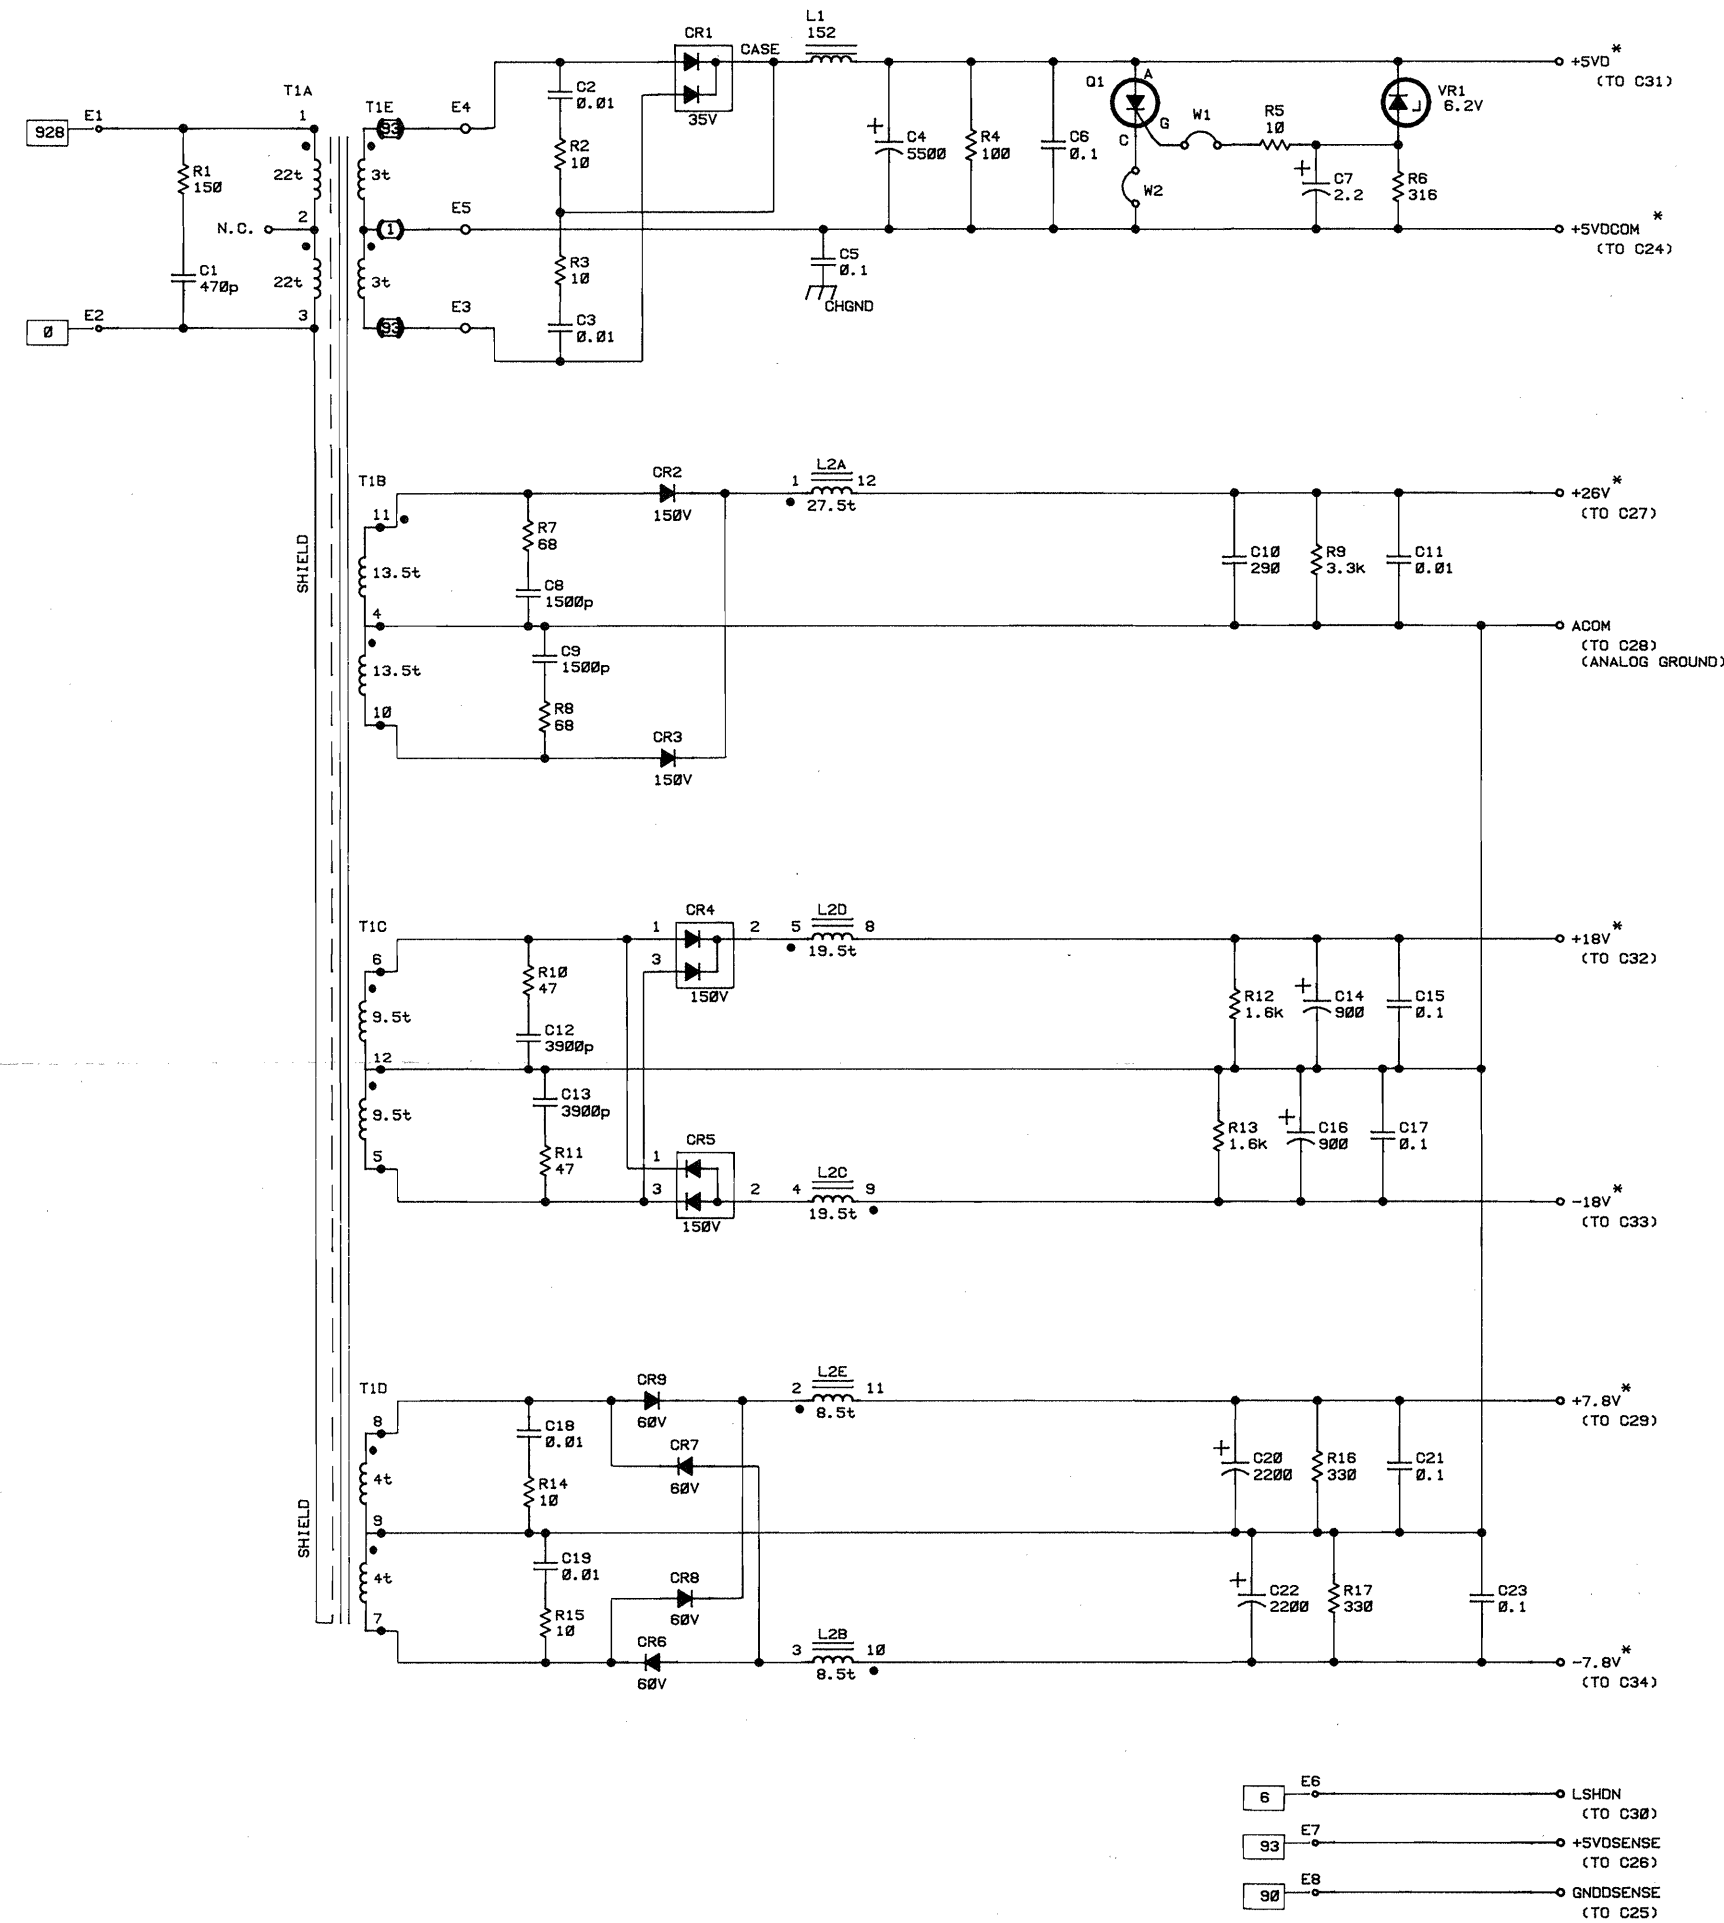 L1
152
CR1
CASE
35V
+5VD*
(TO C31)
T1A
T1E
E1
928
1
22t
2
N.C.
22t
3
R1
150
C1
470p
E2
0
93
E4
3t
1
E5
3t
93
E3
C2
0.01
R2
10
R3
10
C3
0.01
+
C4
5500
R4
100
C6
0.1
C5
0.1
CHGND
Q1
A
G
C
W1
W2
R5
10
+
C7
2.2
VR1
6.2V
R6
316
+5VDCOM*
(TO C24)
SHIELD
T1B
11
13.5t
4
13.5t
10
R7
68
C8
1500p
C9
1500p
R8
68
CR2
150V
CR3
150V
L2A
1 12
27.5t
C10
290
R9
3.3k
C11
0.01
+26V*
(TO C27)
ACOM
(TO C28)
(ANALOG GROUND)
T1C
6
9.5t
12
9.5t
5
R10
47
C12
3900p
C13
3900p
R11
47
CR4
1 2
3
150V
CR5
1
3 2
150V
L2D
5 8
19.5t
L2C
4 9
19.5t
R12
1.6k
+
C14
900
C15
0.1
R13
1.6k
+
C16
900
C17
0.1
+18V*
(TO C32)
-18V*
(TO C33)
SHIELD
T1D
8
4t
9
4t
7
C18
0.01
R14
10
C19
0.01
R15
10
CR9
60V
CR7
60V
CR8
60V
CR6
60V
L2E
2 11
8.5t
L2B
3 10
8.5t
+
C20
2200
R16
330
C21
0.1
+
C22
2200
R17
330
C23
0.1
+7.8V*
(TO C29)
-7.8V*
(TO C34)
6
E6
LSHDN
(TO C30)
93
E7
+5VDSENSE
(TO C26)
90
E8
GNDDSENSE
(TO C25)